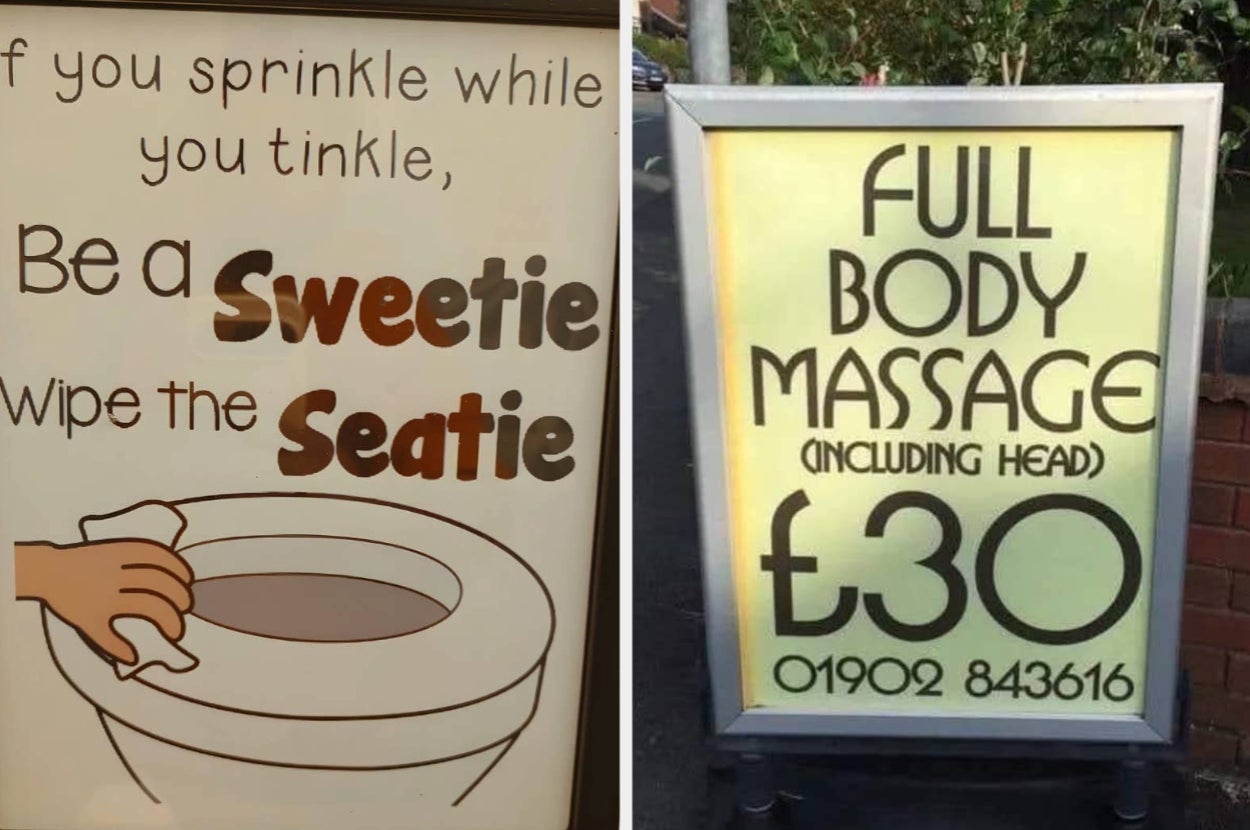 f you sprinkle while
you tinkle,
Be a Sweetie
Wipe the Seatie
FULL
BODY
MASSAGE
(INCLUDING HEAD)
£30
01902 843616